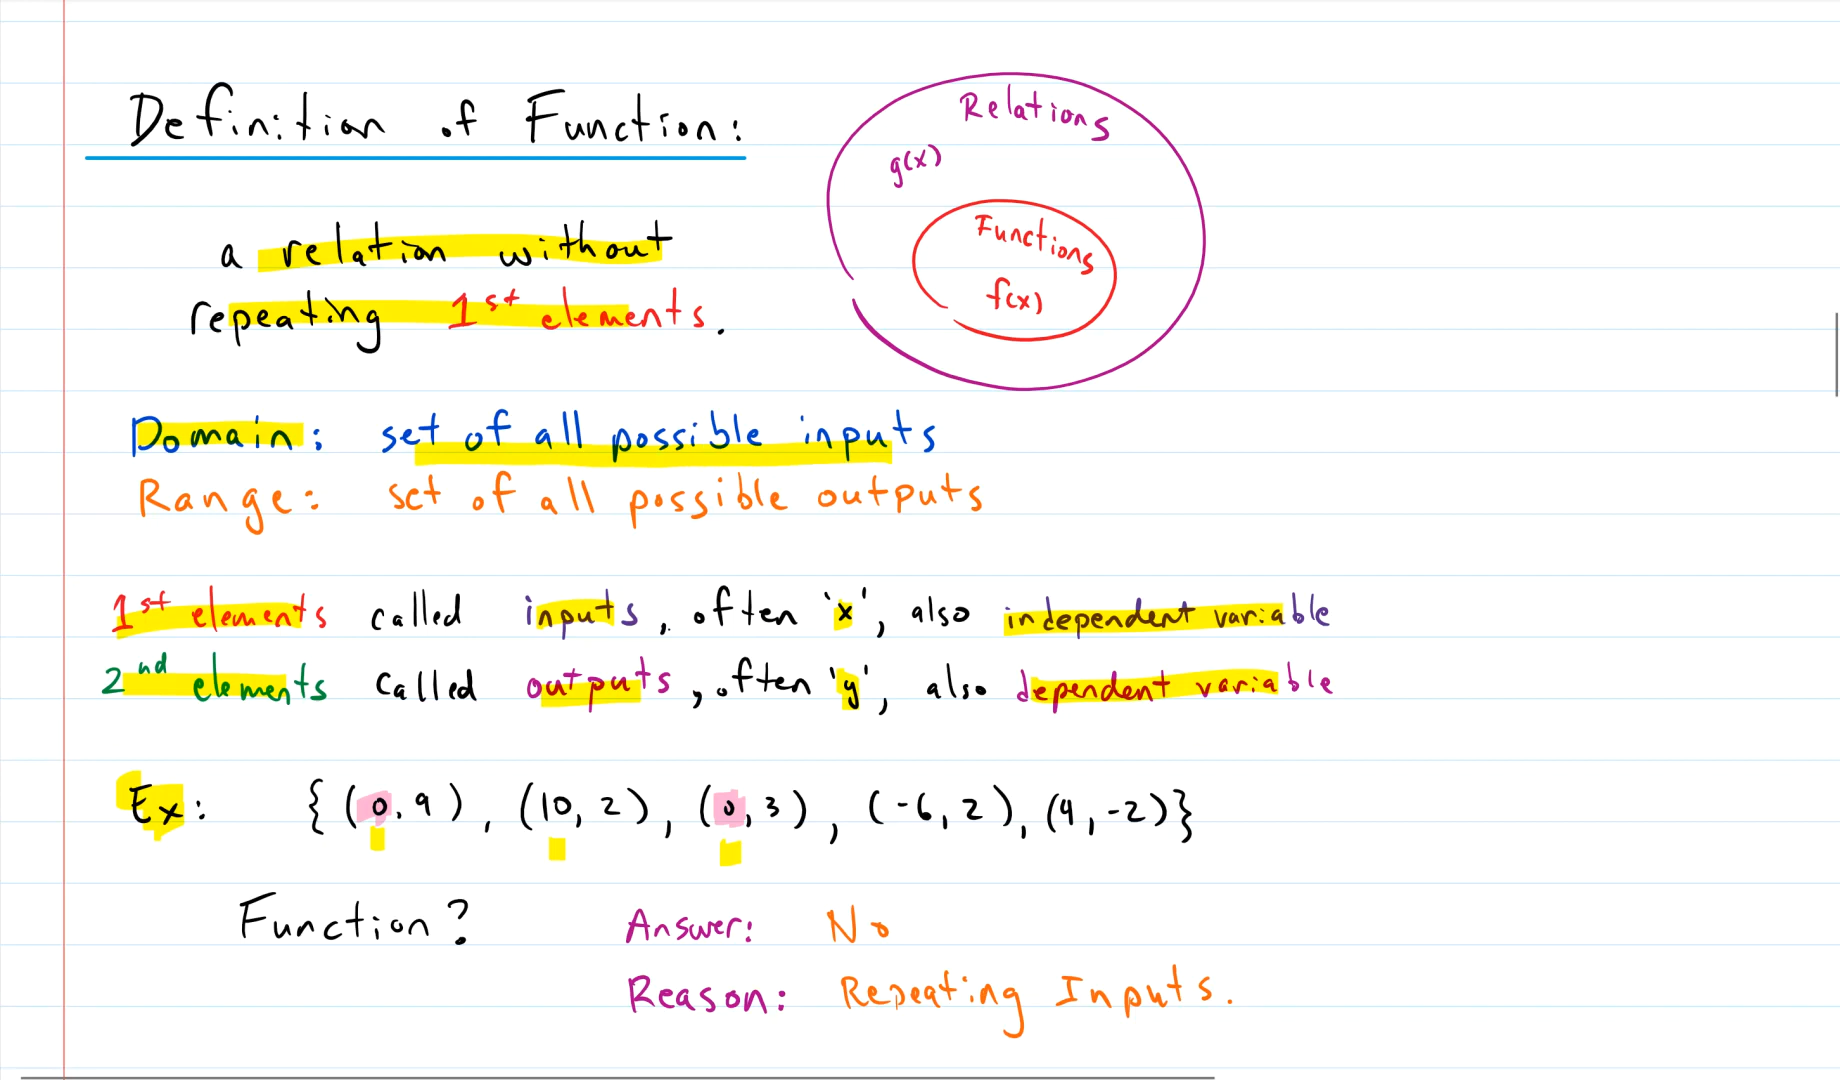 Definition of Function:
Relations
g(x)
Functions
f(x)
a relation without
repeating 1st elements.
Domain: set of all possible inputs
Range: set of all possible outputs
1st elements called inputs, often 'x', also independent variable
2nd elements called outputs, often 'y', also dependent variable
Ex: {(0, 9), (10, 2), (0, 3), (-6, 2), (9, -2)}
Function? Answer: No
Reason: Repeating Inputs.